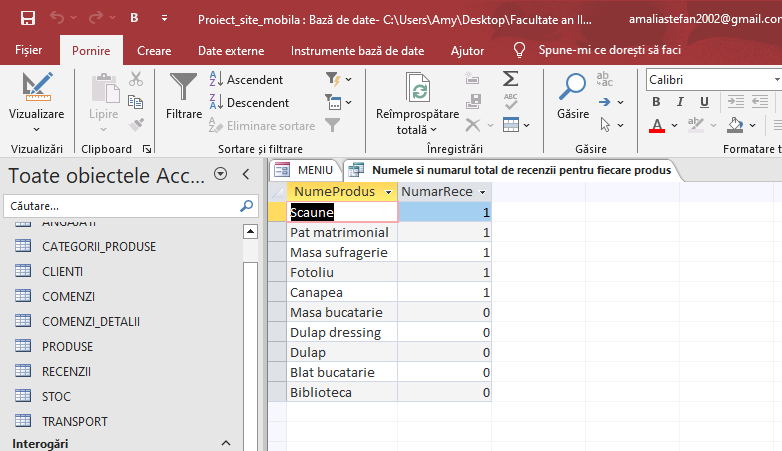 B
Proiect_site_mobila : Bază de date- C:\Users\Amy\Desktop\Facultate an II...
amaliastefan2002@gmail.com
Fișier
Pornire
Creare
Date externe
Instrumente bază de date
Ajutor
Spune-mi ce dorești să faci
Vizualizare
Lipire
Filtrare
Ascendent
Descendent
Eliminare sortare
Reîmprospătare totală
Găsire
Calibri
B I U
A
Vizualizări
Clipboard
Sortare și filtrare
Înregistrări
Găsire
Toate obiectele Acc...
Căutare...
ANGAJATI
CATEGORII_PRODUSE
CLIENTI
COMENZI
COMENZI_DETALII
PRODUSE
RECENZII
STOC
TRANSPORT
Interogări
MENIU
Numele si numarul total de recenzii pentru fiecare produs
NumeProdus NumarRece
Scaune 1
Pat matrimonial 1
Masa sufragerie 1
Fotoliu 1
Canapea 1
Masa bucatarie 0
Dulap dressing 0
Dulap 0
Blat bucatarie 0
Biblioteca 0